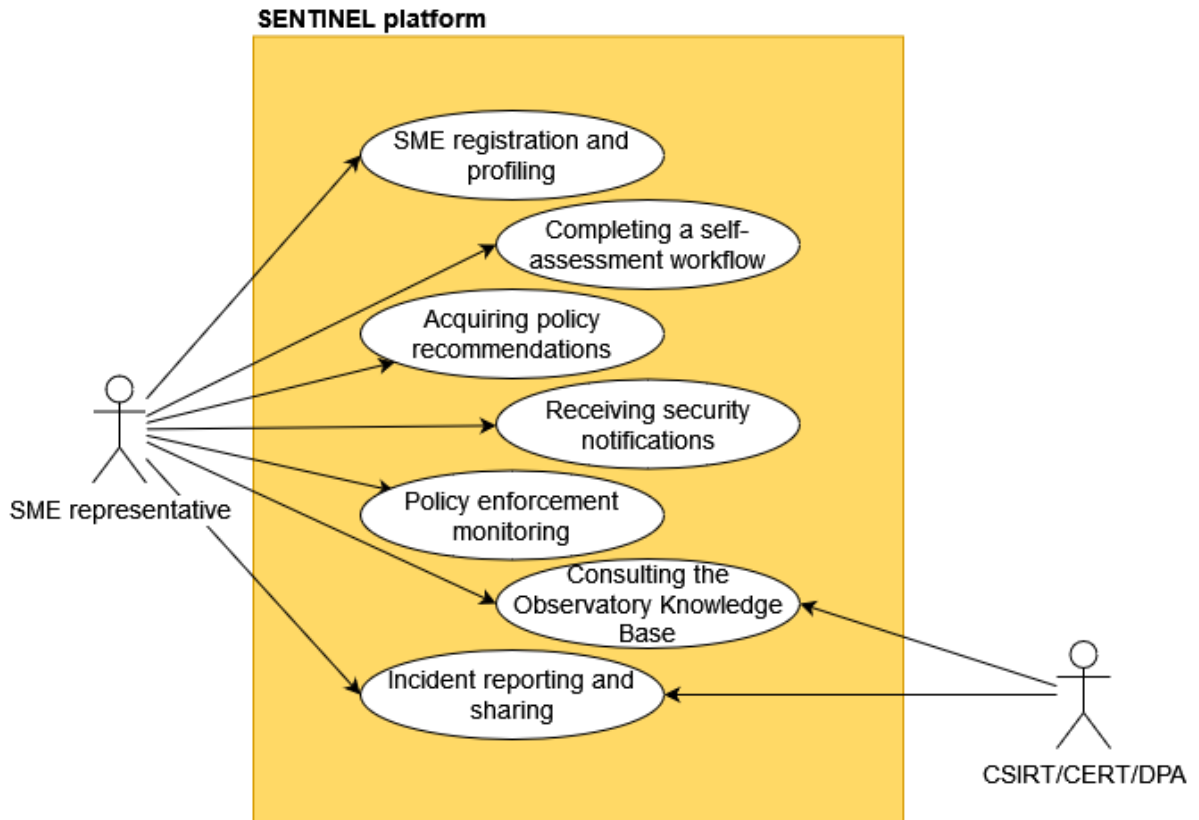 SENTINEL platform
SME registration and
profiling
Completing a self-
assessment workflow
Acquiring policy
recommendations
Receiving security
notifications
SME representative
Policy enforcement
monitoring
Consulting the
Observatory Knowledge
Base
Incident reporting and
sharing
CSIRT/CERT/DPA